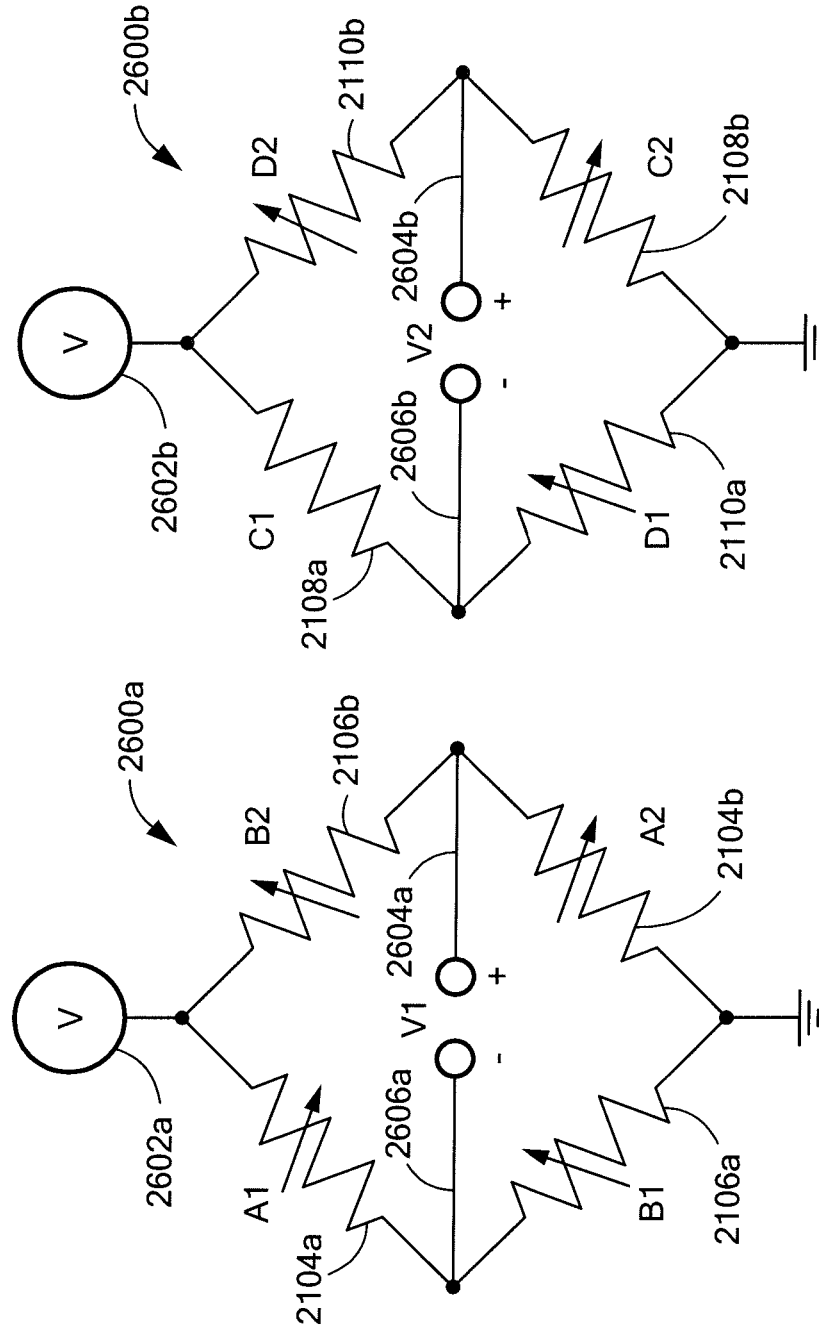 2600a
V
2602a
A1
2104a
B2
2106b
2604a
2606a
V1
-
+
B1
2106a
A2
2104b
2600b
V
2602b
C1
2108a
D2
2110b
2604b
2606b
V2
-
+
D1
2110a
C2
2108b